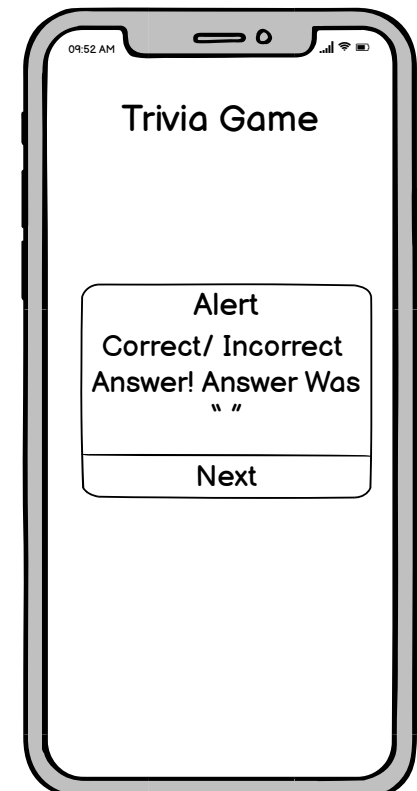 09:52 AM
Trivia Game
Alert
Correct/ Incorrect
Answer! Answer Was
“ ”
Next